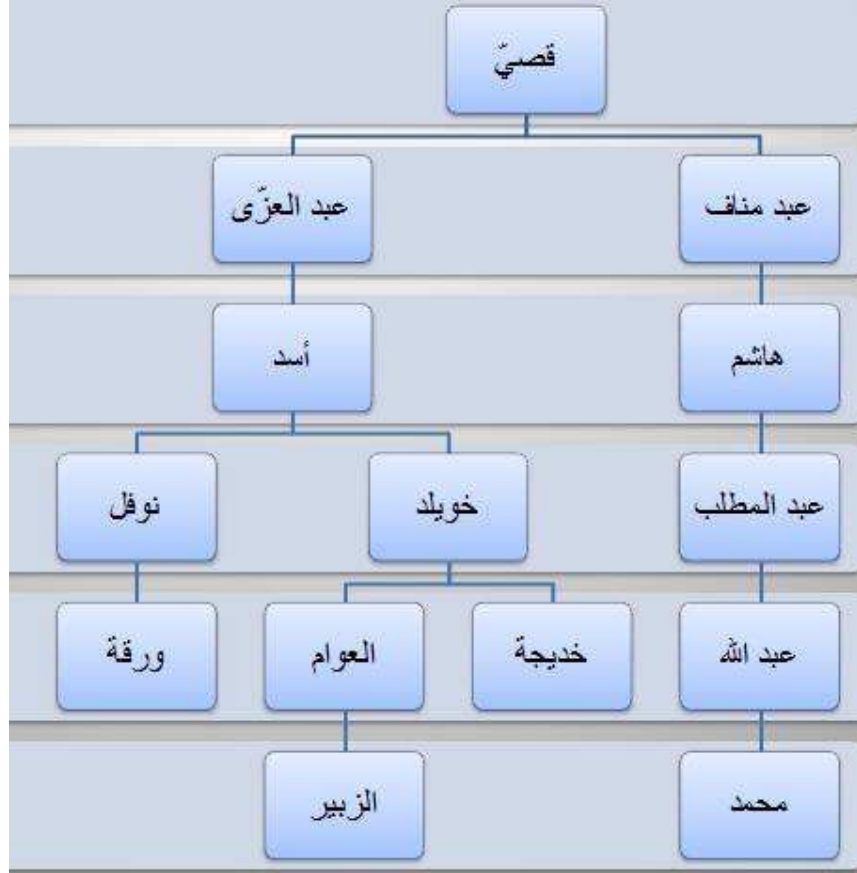 قصيّ
عبد مناف
عبد العزّى
هاشم
أسد
عبد المطلب
خويلد
نوفل
عبد الله
خديجة
العوام
ورقة
محمد
الزبير